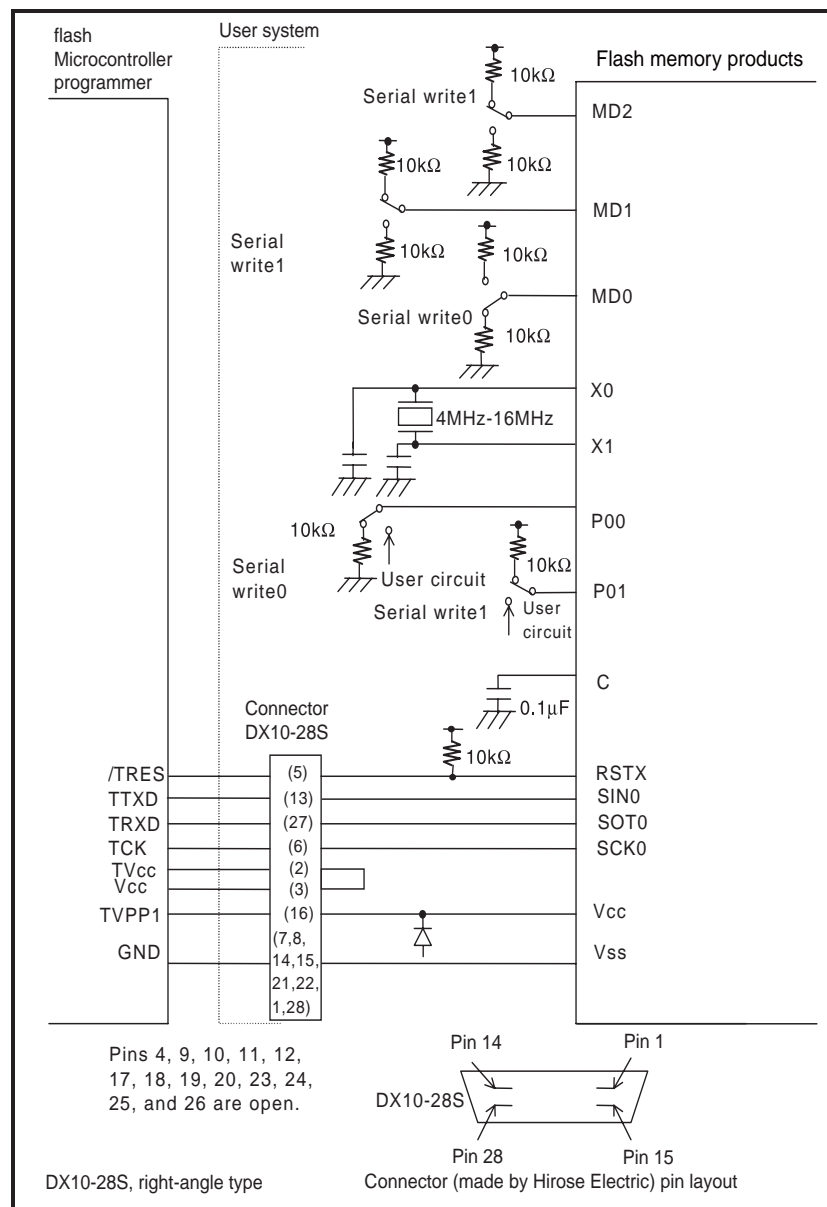 flash
Microcontroller
programmer
User system
Flash memory products
10kΩ
Serial write1
MD2
10kΩ
10kΩ
MD1
Serial
write1
10kΩ
10kΩ
MD0
Serial write0
10kΩ
X0
4MHz-16MHz
X1
P00
10kΩ
10kΩ
Serial
write0
User circuit
P01
Serial write1
User
circuit
C
0.1µF
Connector
DX10-28S
10kΩ
/TRES
(5)
RSTX
TTXD
(13)
SIN0
TRXD
(27)
SOT0
TCK
(6)
SCK0
TVcc
(2)
Vcc
(3)
TVPP1
(16)
Vcc
GND
(7,8,
14,15,
21,22,
1,28)
Vss
Pins 4, 9, 10, 11, 12,
17, 18, 19, 20, 23, 24,
25, and 26 are open.
Pin 14
Pin 1
DX10-28S
Pin 28
Pin 15
DX10-28S, right-angle type
Connector (made by Hirose Electric) pin layout